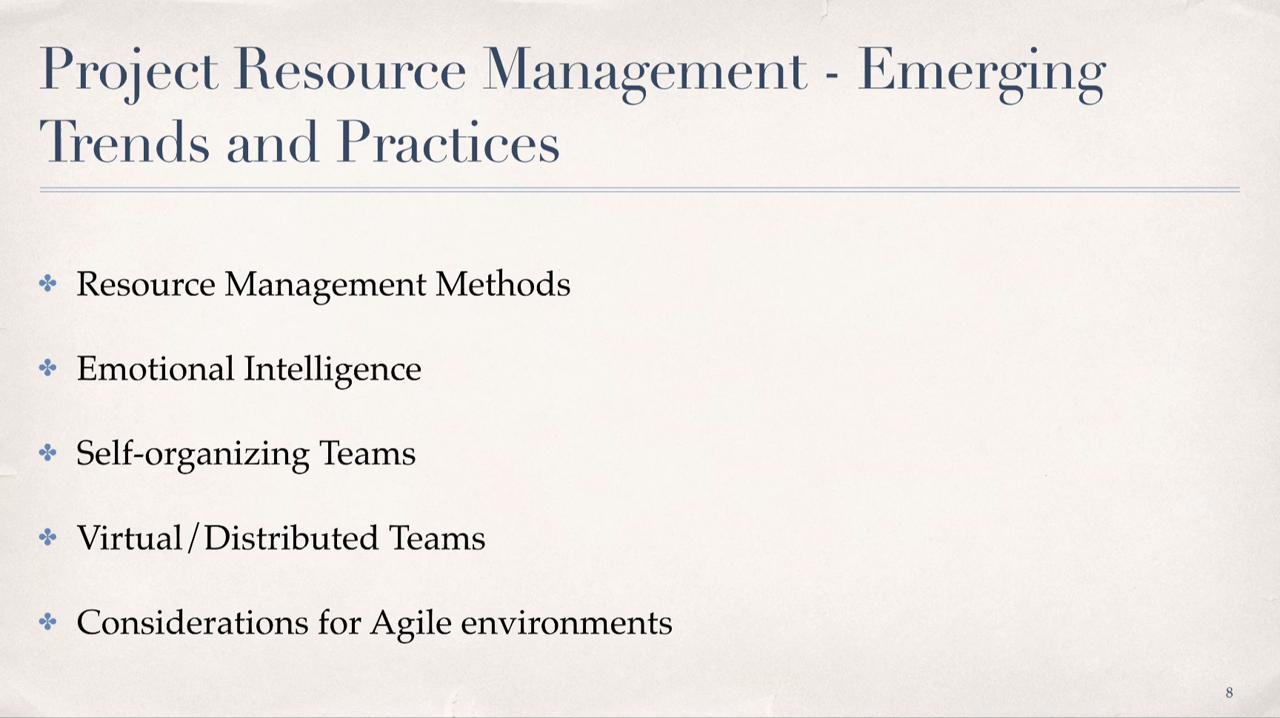 Project Resource Management - Emerging
Trends and Practices
Resource Management Methods
Emotional Intelligence
Self-organizing Teams
Virtual/Distributed Teams
Considerations for Agile environments
8